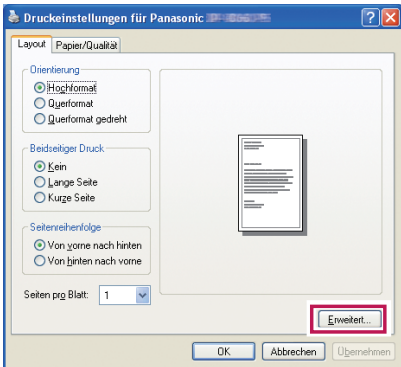 Druckeinstellungen für Panasonic
Layout
Papier/Qualität
Orientierung
Hochformat
Querformat
Querformat gedreht
Beidseitiger Druck
Kein
Lange Seite
Kurze Seite
Seitenreihenfolge
Von vorne nach hinten
Von hinten nach vorne
Seiten pro Blatt: 1
Erweitert...
OK
Abbrechen
Übernehmen